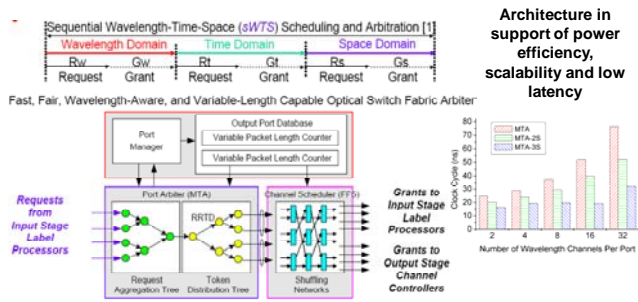 Sequential Wavelength-Time-Space (sWTS) Scheduling and Arbitration [1]
Wavelength Domain Time Domain Space Domain
Rw Gw Rt Gt Rs Gs
Request Grant Request Grant Request Grant
Architecture in
support of power
efficiency,
scalability and low
latency
Fast, Fair, Wavelength-Aware, and Variable-Length Capable Optical Switch Fabric Arbiter
Port
Manager
Output Port Database
Variable Packet Length Counter
Variable Packet Length Counter
Requests
from
Input Stage
Label
Processors
Port Arbiter (MTA)
RRTD
Request
Aggregation Tree
Token
Distribution Tree
Channel Scheduler (FFS)
Shuffling
Networks
Grants to
Input Stage
Label
Processors
Grants to
Output Stage
Channel
Controllers
MTA
MTA-2S
MTA-3S
Clock Cycle (ns)
80
70
60
50
40
30
20
10
0
2 4 8 16 32
Number of Wavelength Channels Per Port